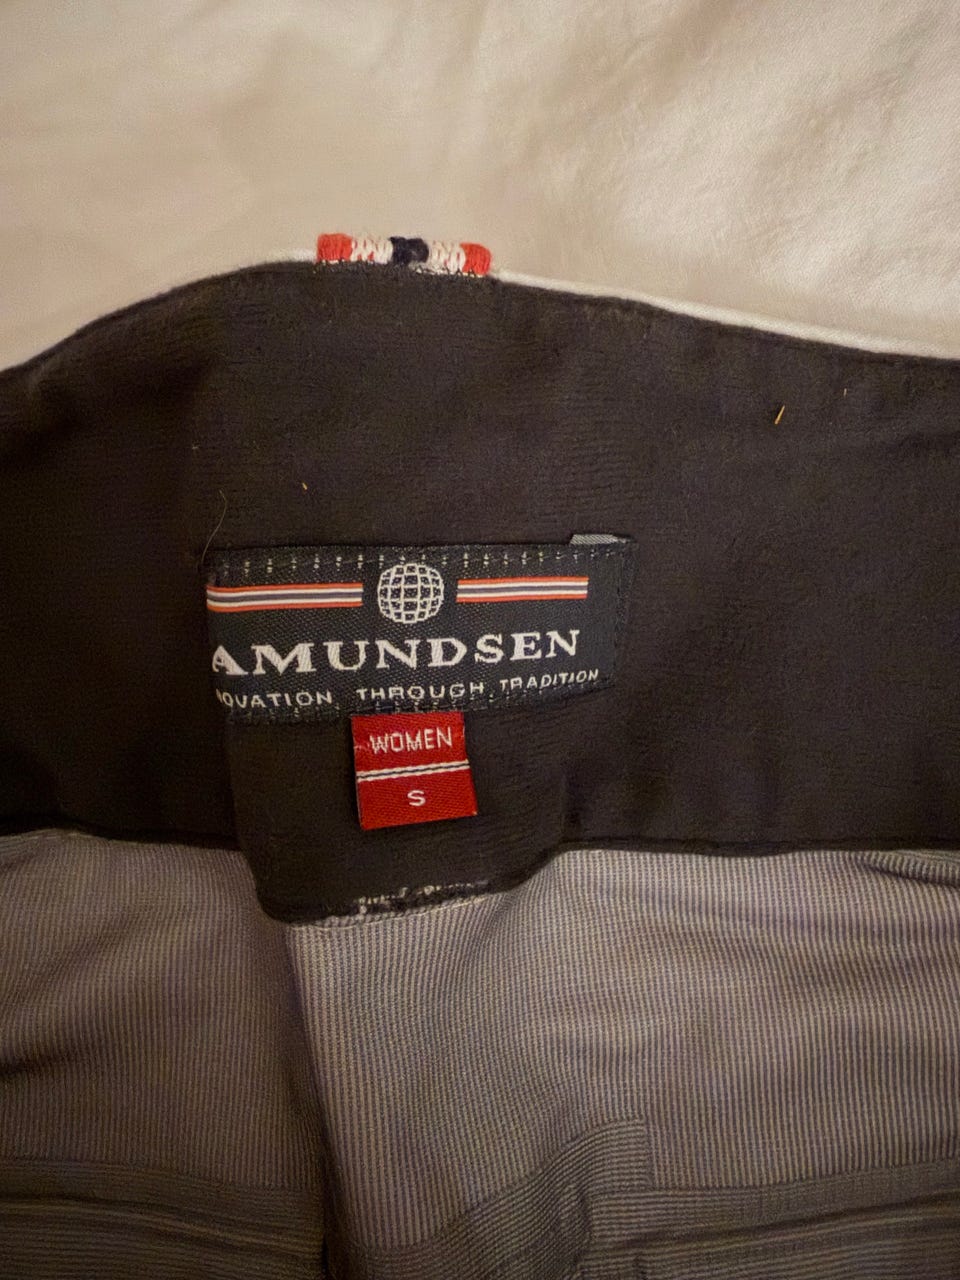 AMUNDSEN
NOVATION THROUGH TRADITION
WOMEN
S